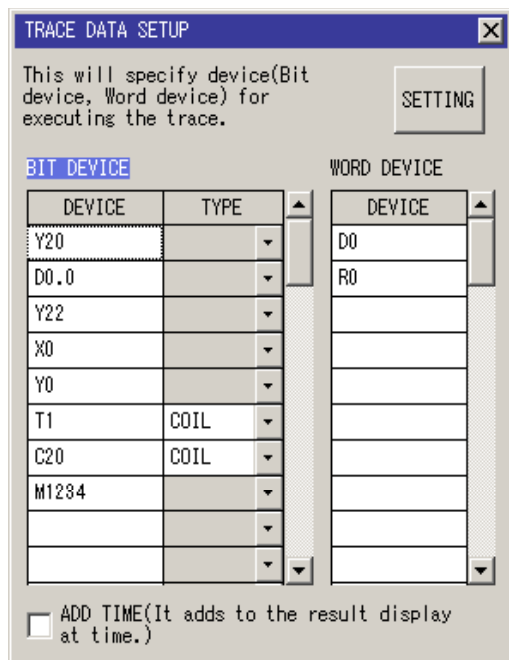 TRACE DATA SETUP
This will specify device(Bit
device, Word device) for
executing the trace.
SETTING
BIT DEVICE
WORD DEVICE
DEVICE TYPE
DEVICE
Y20
D0
D0.0
R0
Y22
X0
Y0
T1 COIL
C20 COIL
M1234
ADD TIME(It adds to the result display
at time.)